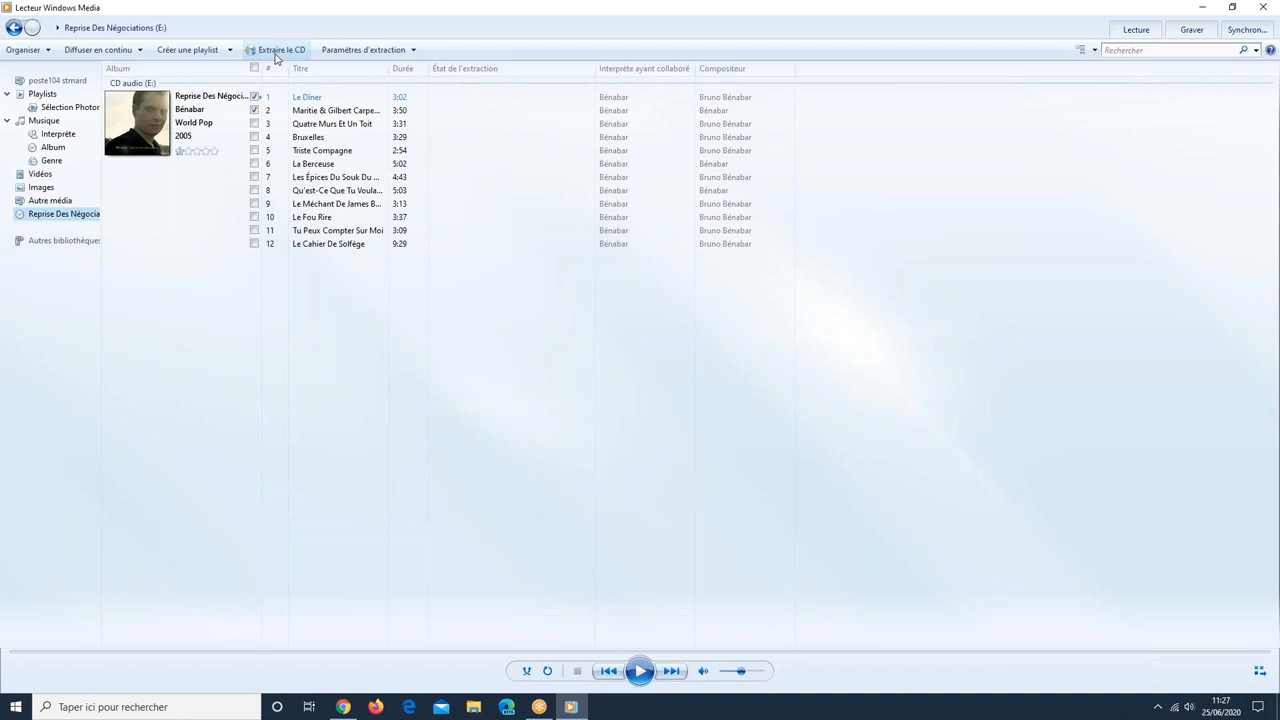 Lecteur Windows Media
Reprise Des Négociations (E:)
Lecture Graver Synchron...
Organiser Diffuser en continu Créer une playlist Extraire le CD Paramètres d'extraction Rechercher
Album # Titre Durée État de l'extraction Interprète ayant collaboré Compositeur
poste104 stmard
Playlists
Sélection Photor
Musique
Interprète
Album
Genre
Vidéos
Images
Autre média
Reprise Des Négocia
Autres bibliothèques
CD audio (E:)
Reprise Des Négoci...
Bénabar
World Pop
2005
1 Le Dîner 3:02 Bénabar Bruno Bénabar
2 Maritie & Gilbert Carpe... 3:50 Bénabar Bruno Bénabar
3 Quatre Murs Et Un Toit 3:31 Bénabar Bruno Bénabar
4 Bruxelles 3:29 Bénabar Bruno Bénabar
5 Triste Compagne 2:54 Bénabar Bruno Bénabar
6 La Berceuse 5:02 Bénabar Bénabar
7 Les Épices Du Souk Du ... 4:43 Bénabar Bruno Bénabar
8 Qu'est-Ce Que Tu Voula... 5:03 Bénabar Bénabar
9 Le Méchant De James B... 3:37 Bénabar Bruno Bénabar
10 Le Fou Rire 3:37 Bénabar Bruno Bénabar
11 Tu Peux Compter Sur Moi 3:09 Bénabar Bruno Bénabar
12 Le Cahier De Solfège 9:29 Bénabar Bruno Bénabar
Taper ici pour rechercher
11:27
25/06/2020